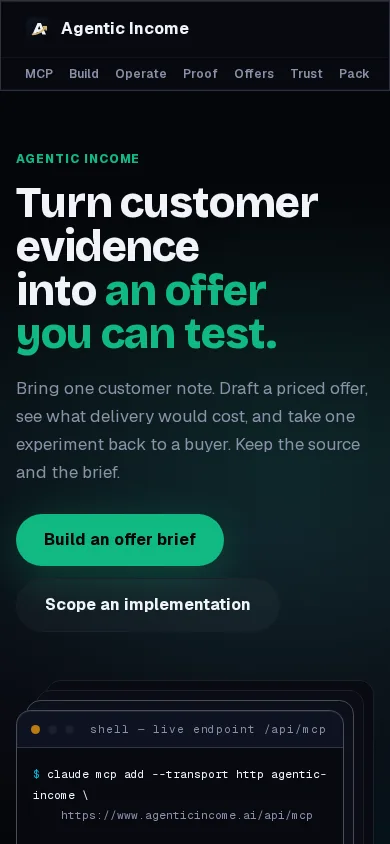 Agentic Income
MCP Build Operate Proof Offers Trust Pack
AGENTIC INCOME
Turn customer
evidence
into an offer
you can test.
Bring one customer note. Draft a priced offer,
see what delivery would cost, and take one
experiment back to a buyer. Keep the source
and the brief.
Build an offer brief
Scope an implementation
shell — live endpoint /api/mcp
$ claude mcp add --transport http agentic-
income \
https://www.agenticincome.ai/api/mcp